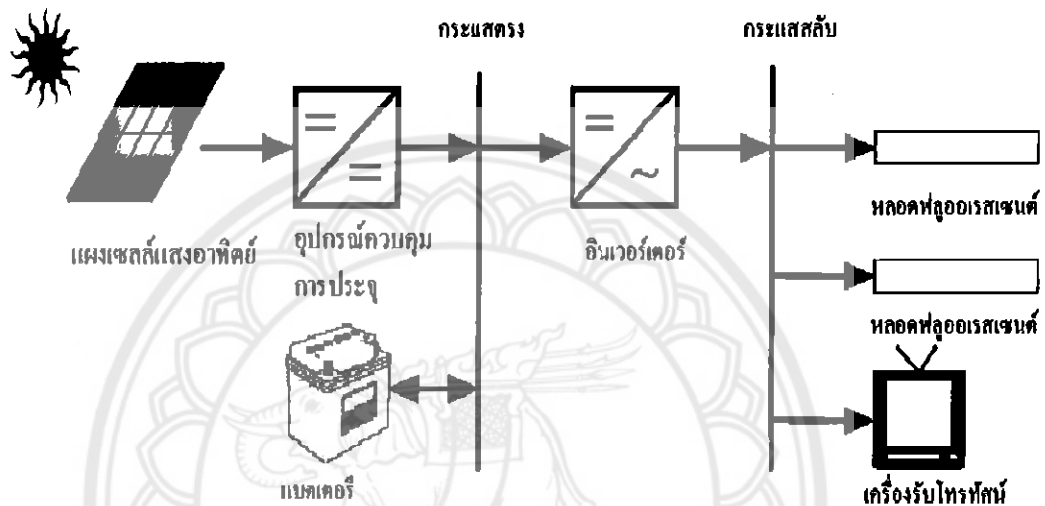 กระแสตรง
กระแสสลับ
แผงเซลล์แสงอาทิตย์
อุปกรณ์ควบคุม
การประจุ
อินเวอร์เตอร์
หลอดฟลูออเรสเซนต์
หลอดฟลูออเรสเซนต์
แบตเตอรี
เครื่องรับโทรทัศน์